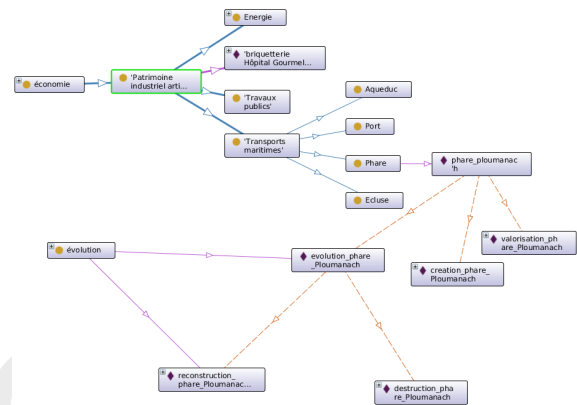 Energie
'briquetterie
Hôpital Gourmel...
économie
'Patrimoine
industriel arti...
'Travaux
publics'
Aqueduc
Port
'Transports
maritimes'
Phare
phare_ploumanac
'h
Ecluse
valorisation_ph
are_Ploumanach
évolution
evolution_phare
_Ploumanach
creation_phare_
Ploumanach
reconstruction_
phare_Ploumanac...
destruction_pha
re_Ploumanach